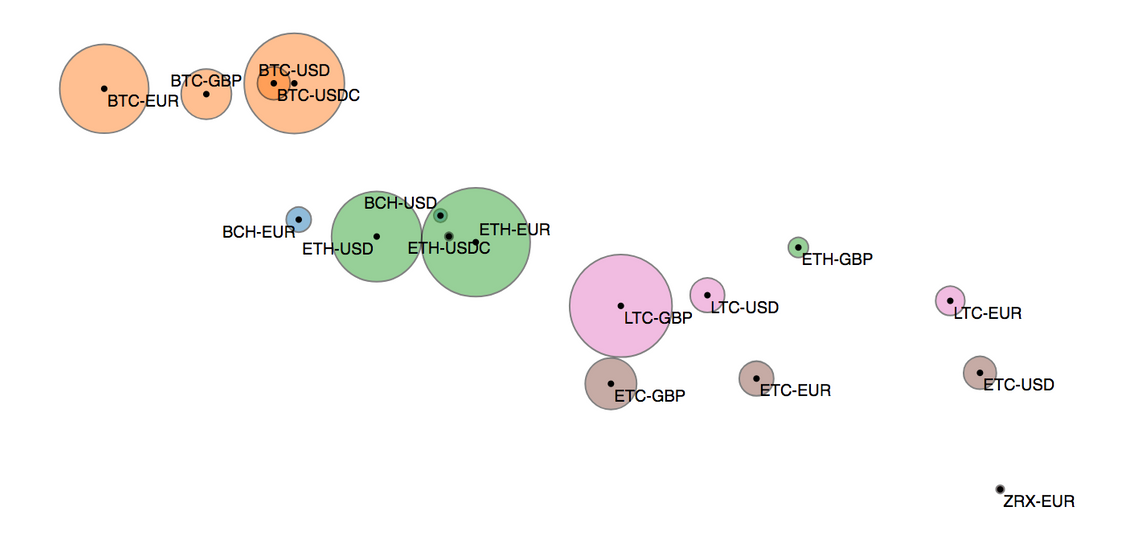 BTC-USD
BTC-GBP
BTC-USDC
BTC-EUR
BCH-USD
ETH-EUR
BCH-EUR
ETH-USD
ETH-USDC
ETH-GBP
LTC-USD
LTC-EUR
LTC-GBP
ETC-USD
ETC-EUR
ETC-GBP
ZRX-EUR